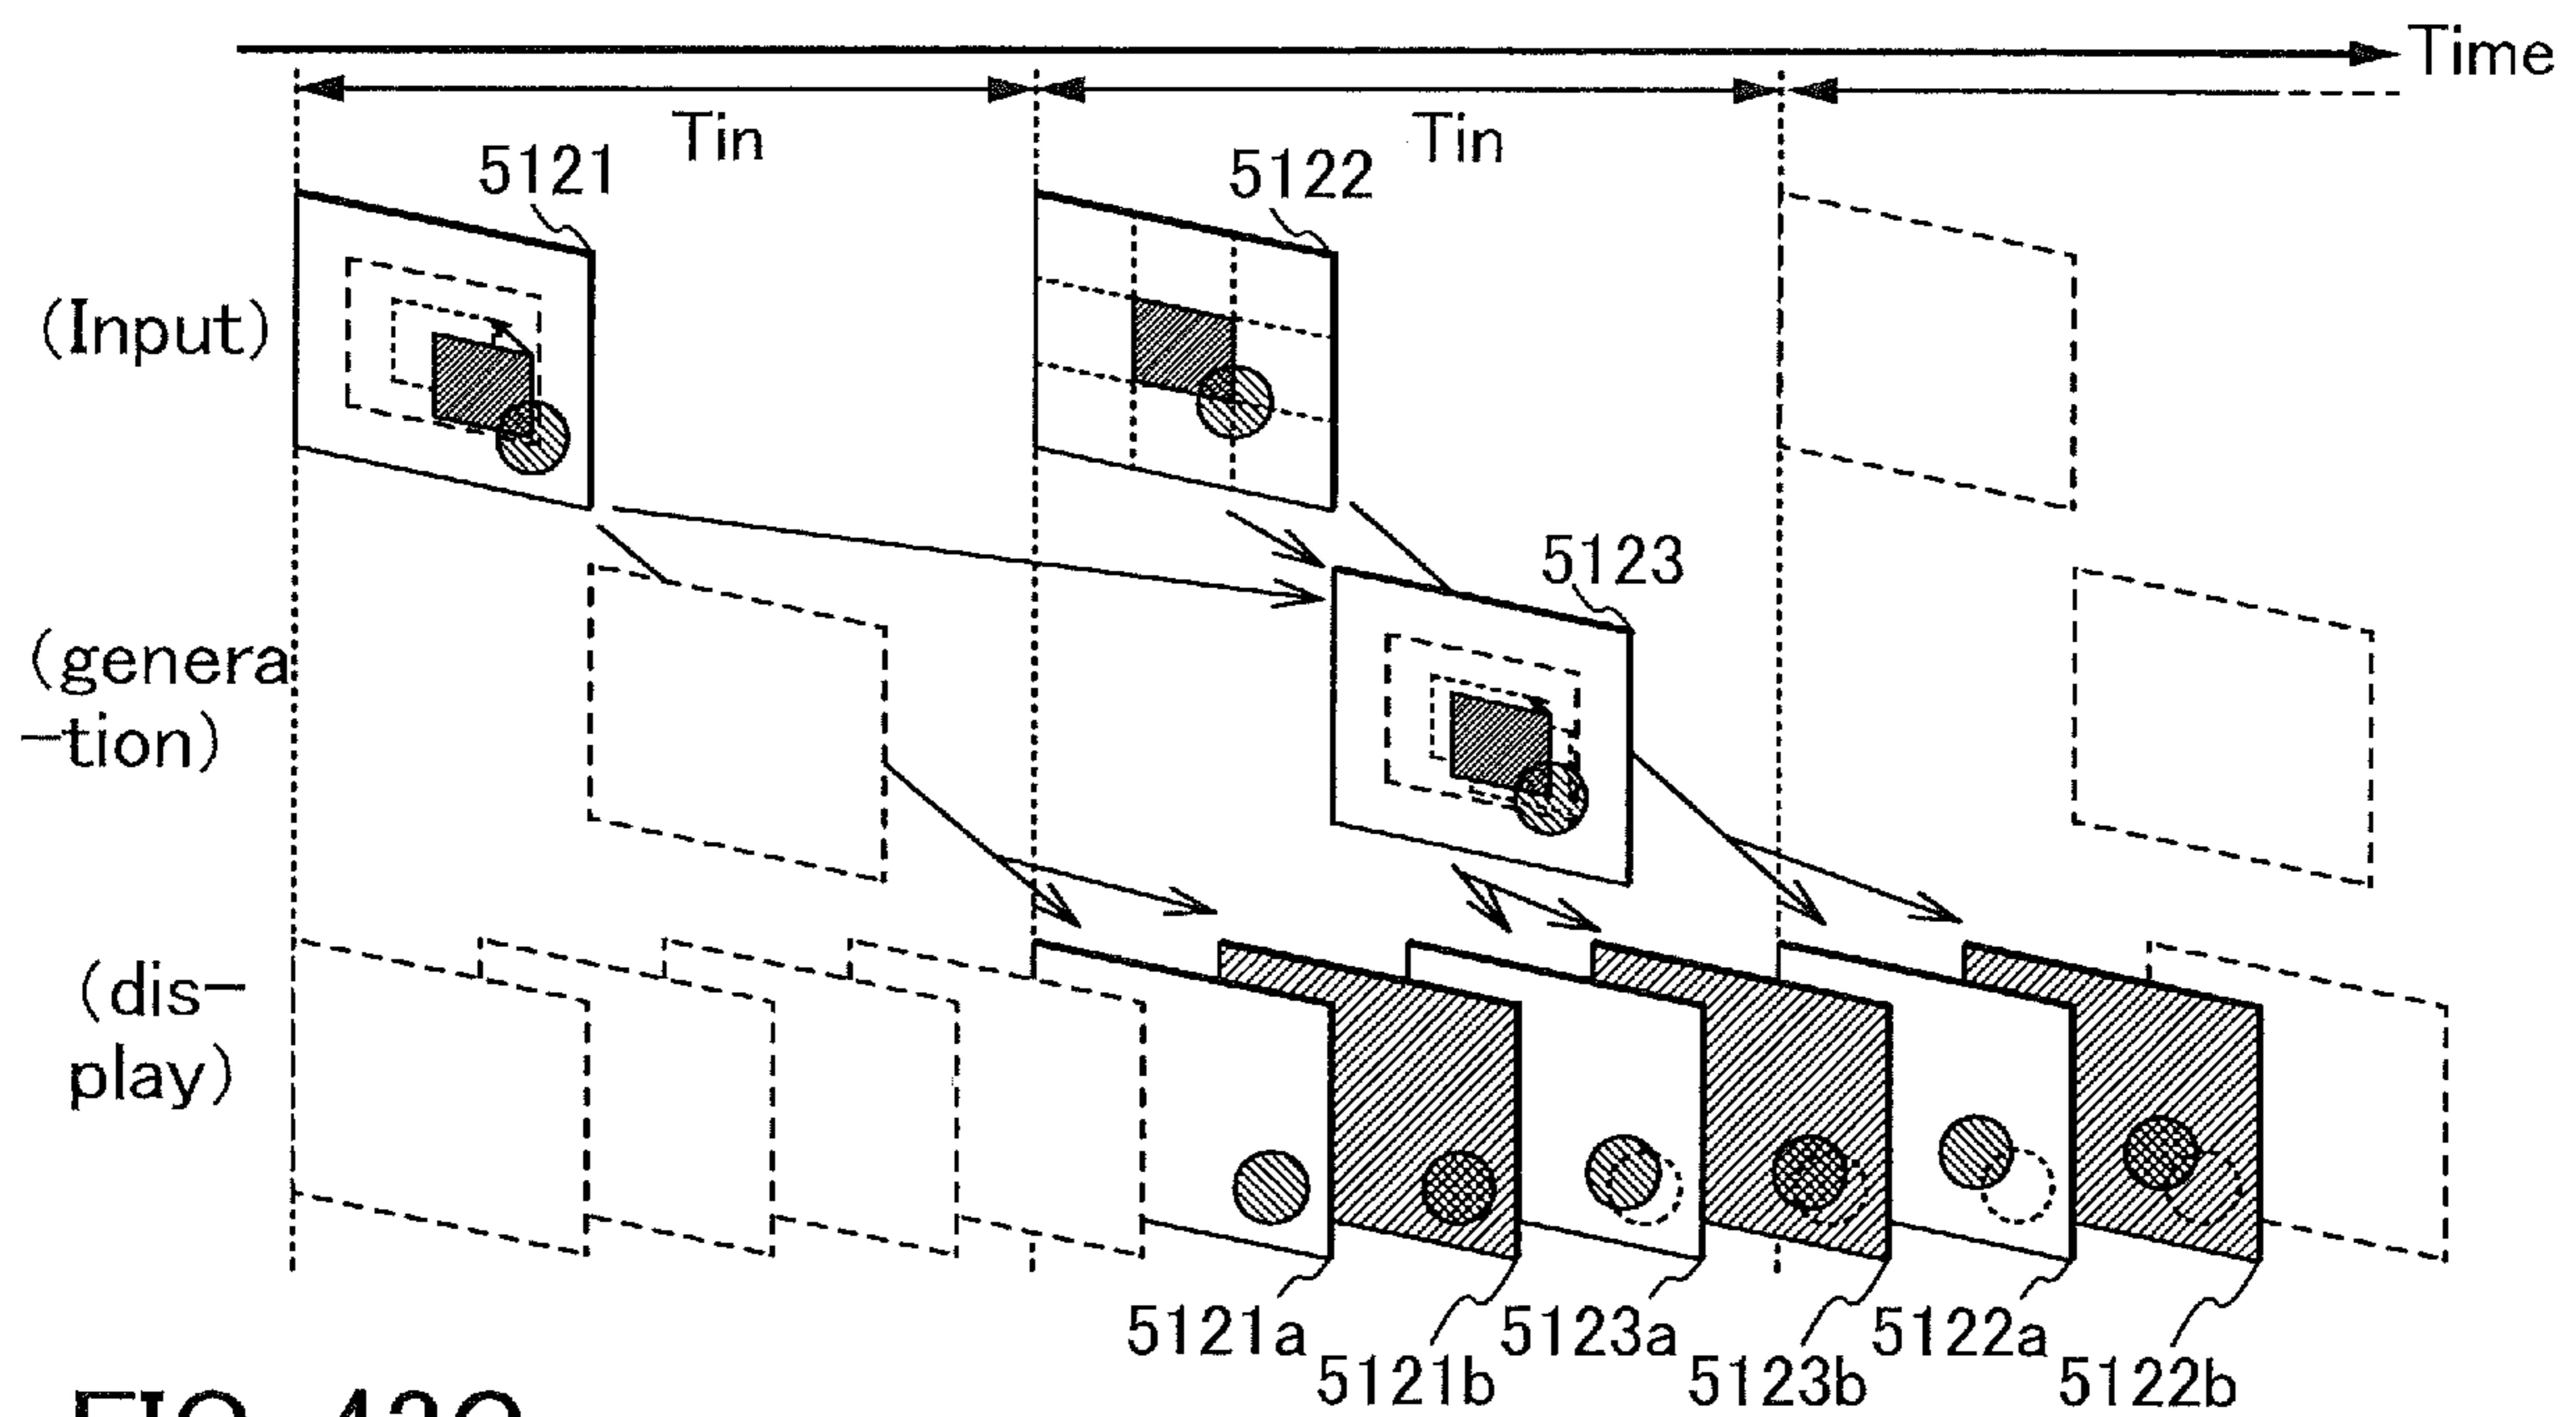 Time
Tin
Tin
5121
5122
(Input)
5123
(genera
-tion)
(dis-
play)
5121a
5123a
5122a
5121b
5123b
5122b